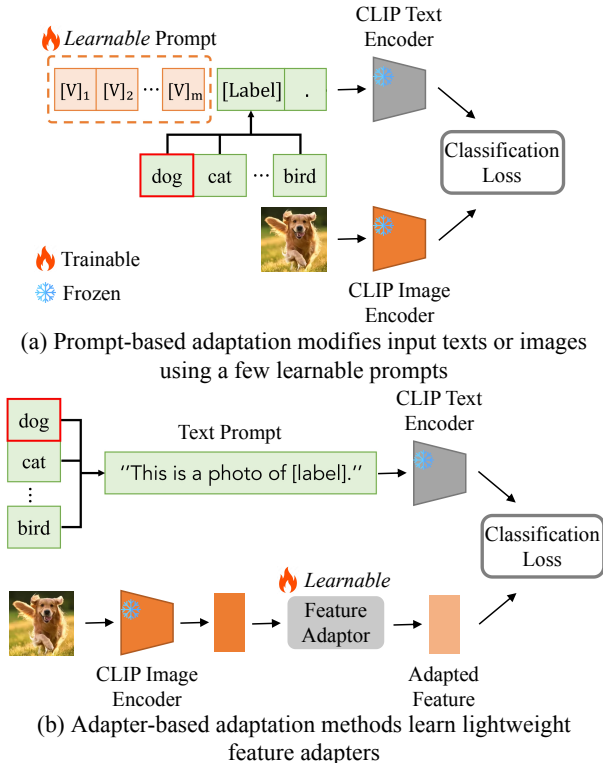 Learnable Prompt
CLIP Text
Encoder
[V]1 [V]2 ··· [V]m [Label] .
Classification
Loss
dog cat ··· bird
Trainable
Frozen
CLIP Image
Encoder
(a) Prompt-based adaptation modifies input texts or images
using a few learnable prompts
CLIP Text
Encoder
dog
Text Prompt
cat
"This is a photo of [label]."
⋮
bird
Classification
Loss
Learnable
Feature
Adaptor
CLIP Image
Encoder
Adapted
Feature
(b) Adapter-based adaptation methods learn lightweight
feature adapters